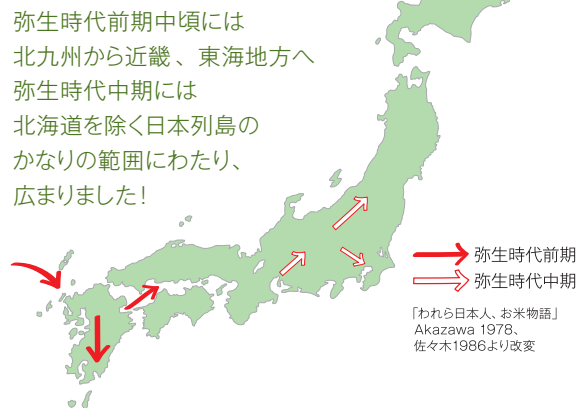 弥生時代前期中頃には
北九州から近畿、東海地方へ
弥生時代中期には
北海道を除く日本列島の
かなりの範囲にわたり、
広まりました！
弥生時代前期
弥生時代中期
「われら日本人、お米物語」
Akazawa 1978、
佐々木1986より改変